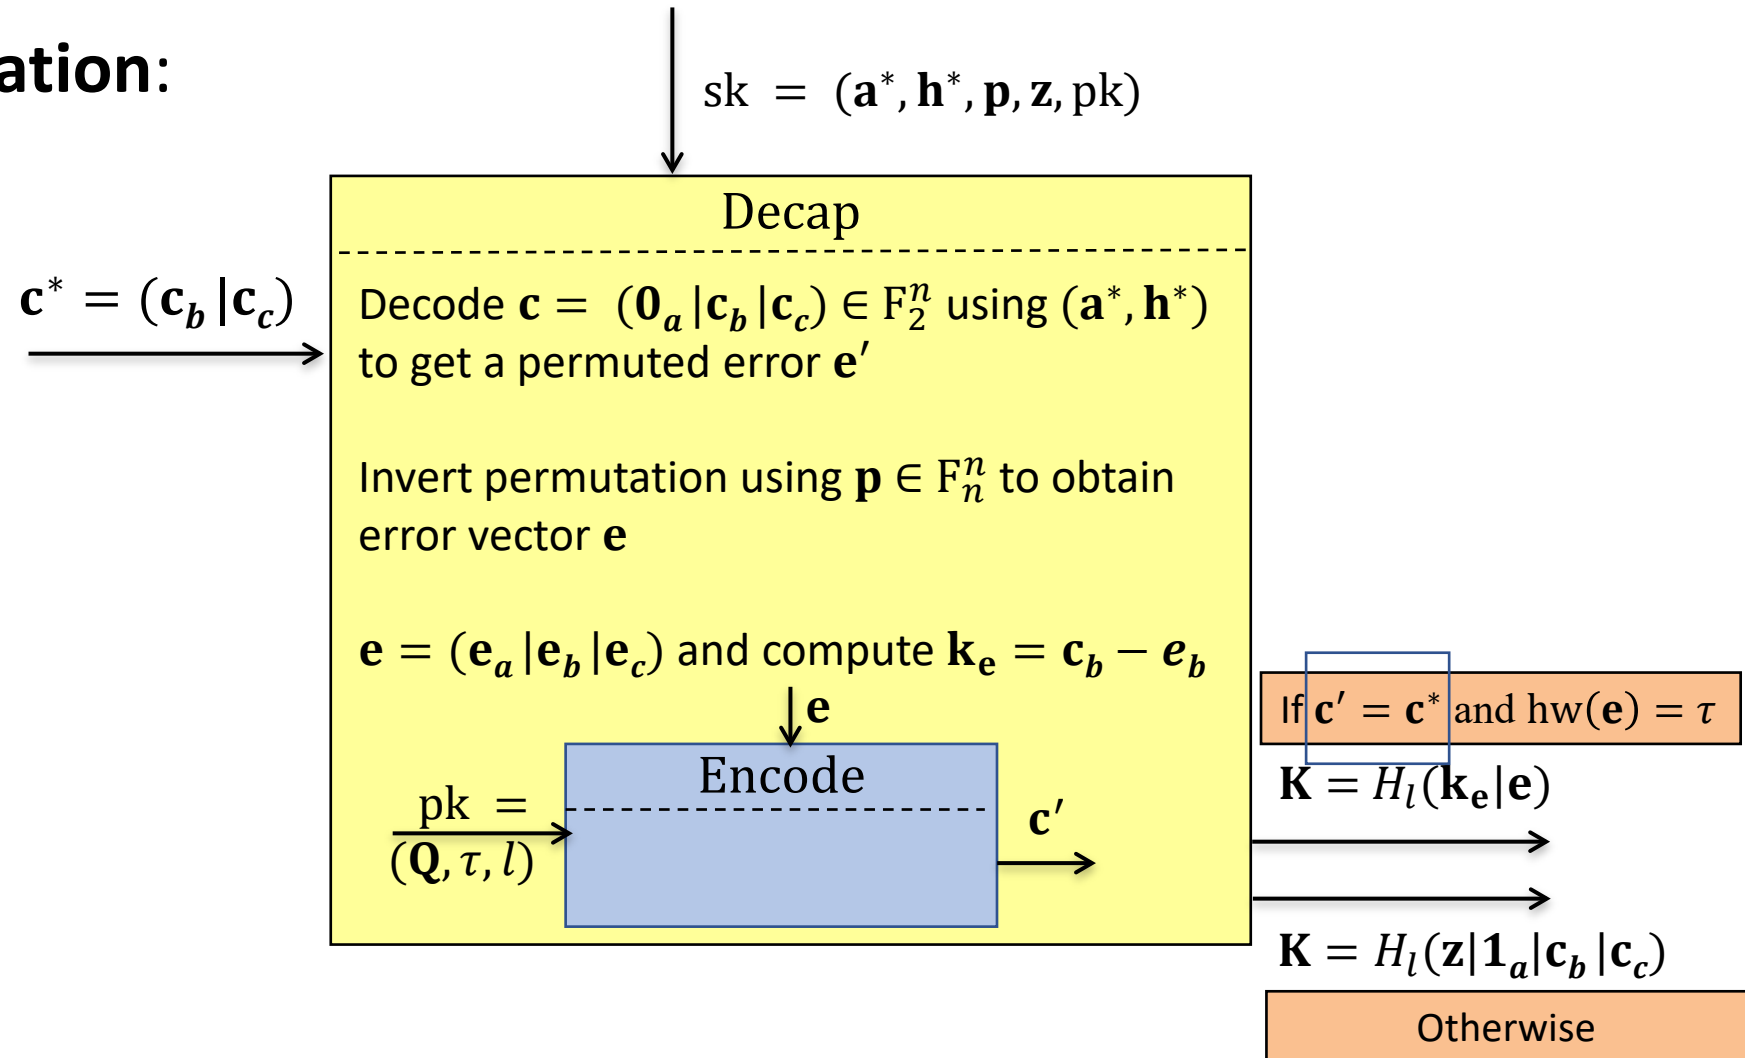 ation:
sk = (a*, h*, p, z, pk)
Decap
c* = (c_b|c_c)
Decode c = (0_a|c_b|c_c) ∈ F_2^n using (a*, h*)
to get a permuted error e′
Invert permutation using p ∈ F_n^n to obtain
error vector e
e = (e_a|e_b|e_c) and compute k_e = c_b − e_b
e
If c′ = c* and hw(e) = τ
Encode
pk =
(Q, τ, l)
c′
K = H_l(k_e|e)
K = H_l(z|1_a|c_b|c_c)
Otherwise